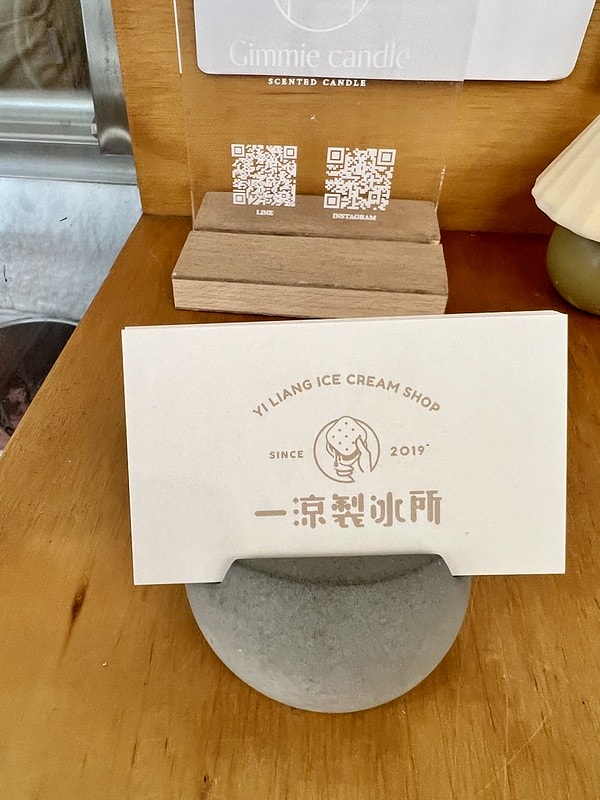 Gimmie candle
SCENTED CANDLE
LINE
INSTAGRAM
YI LIANG ICE CREAM SHOP
SINCE 2019
一涼製冰所